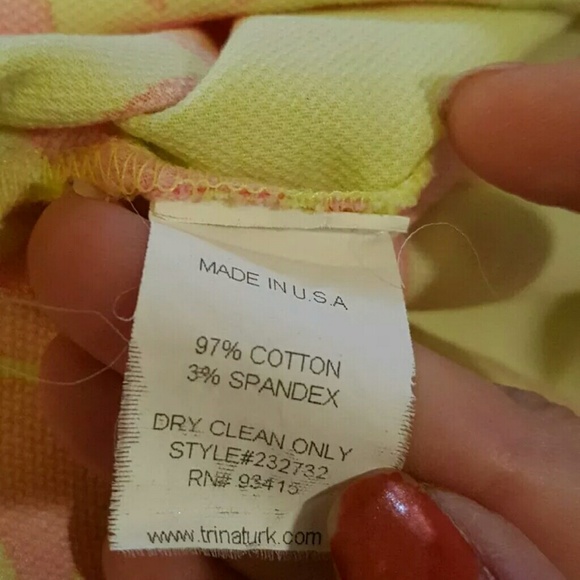 MADE IN U.S.A
97% COTTON
3% SPANDEX
DRY CLEAN ONLY
STYLE#232732
RN# 93415
www.trinaturk.com